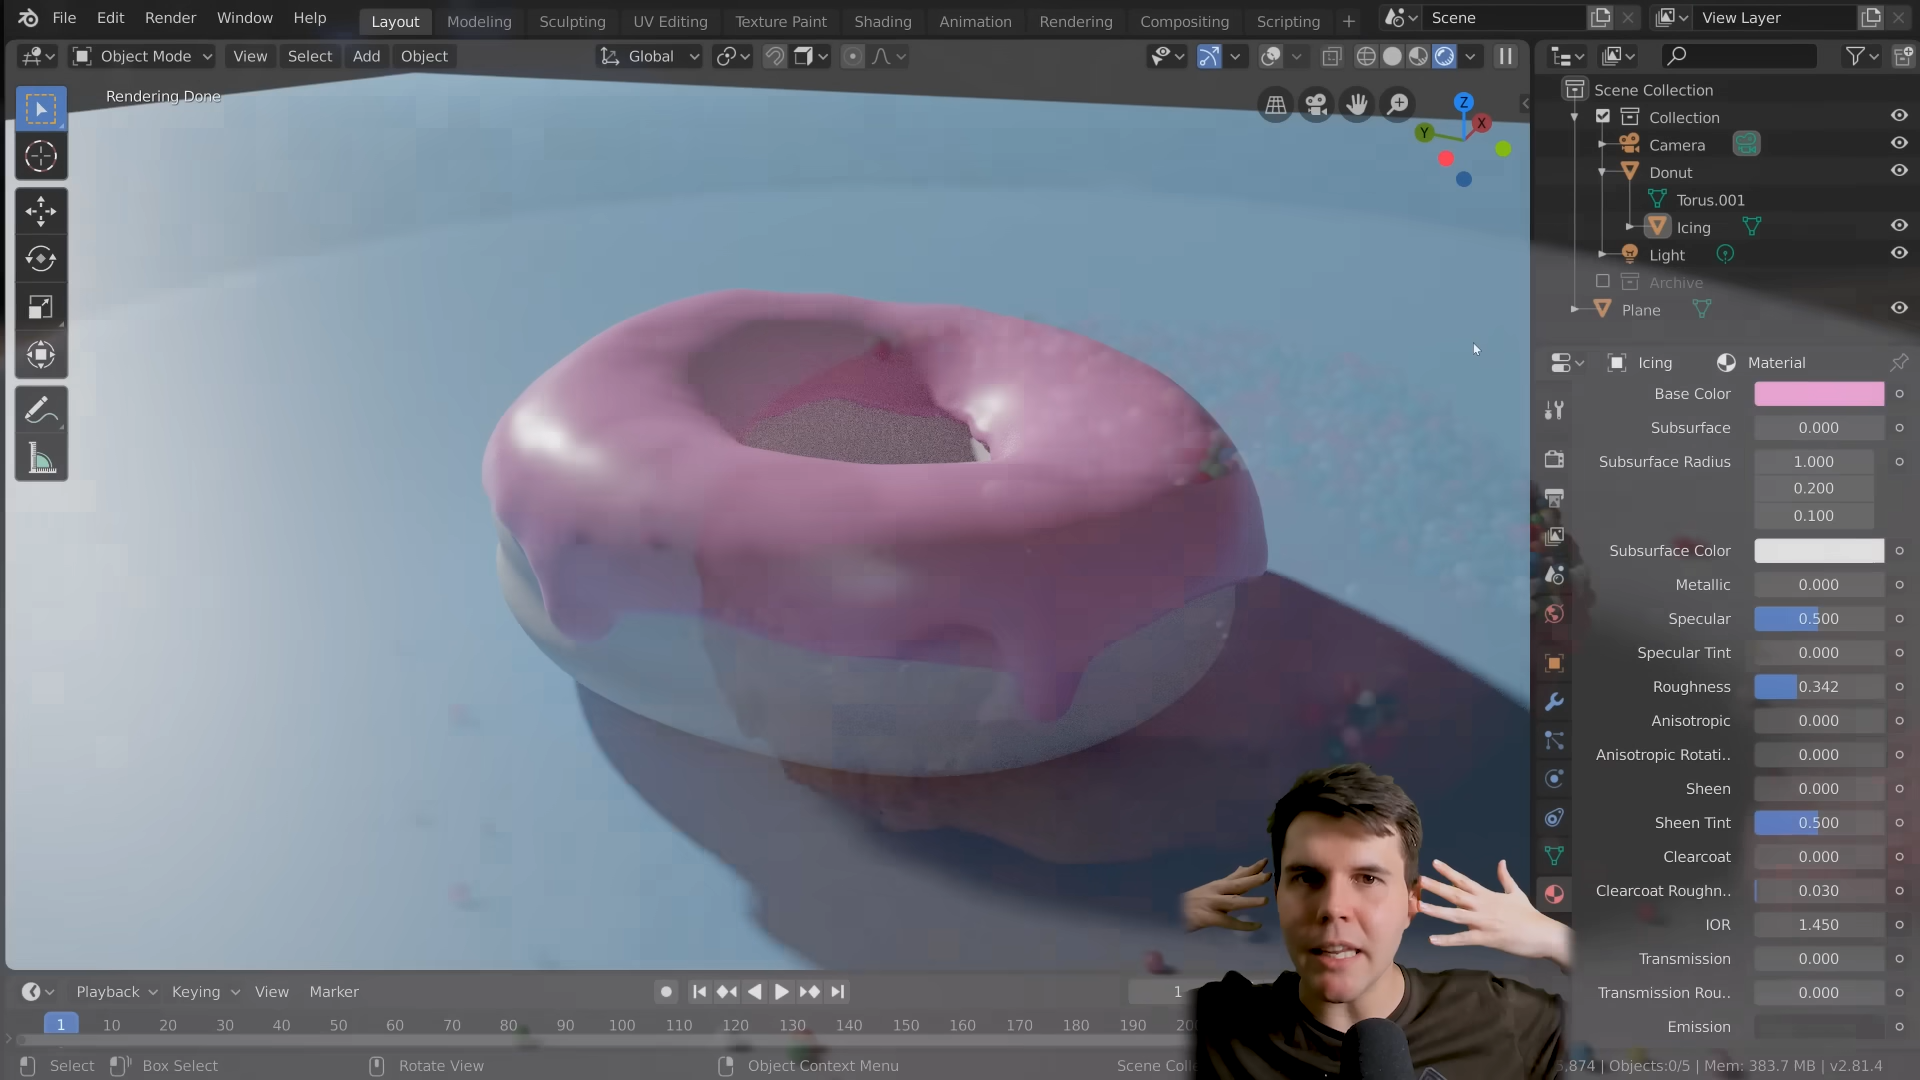 File Edit Render Window Help Layout Modeling Sculpting UV Editing Texture Paint Shading Animation Rendering Compositing Scripting + Scene View Layer
Object Mode View Select Add Object Global
Rendering Done
Z
X
Y
Scene Collection
Collection
Camera
Donut
Torus.001
Icing
Light
Archive
Plane
Icing Material
Base Color
Subsurface 0.000
Subsurface Radius 1.000
0.200
0.100
Subsurface Color
Metallic 0.000
Specular 0.500
Specular Tint 0.000
Roughness 0.342
Anisotropic 0.000
Anisotropic Rotati.. 0.000
Sheen 0.000
Sheen Tint 0.500
Clearcoat 0.000
Clearcoat Roughn.. 0.030
IOR 1.450
Transmission 0.000
Transmission Rou.. 0.000
Emission
Playback Keying View Marker 1
1 10 20 30 40 50 60 70 80 90 100 110 120 130 140 150 160 170 180 190
Select Box Select Rotate View Object Context Menu Scene Colle ,874 | Objects:0/5 | Mem: 383.7 MB | v2.81.4